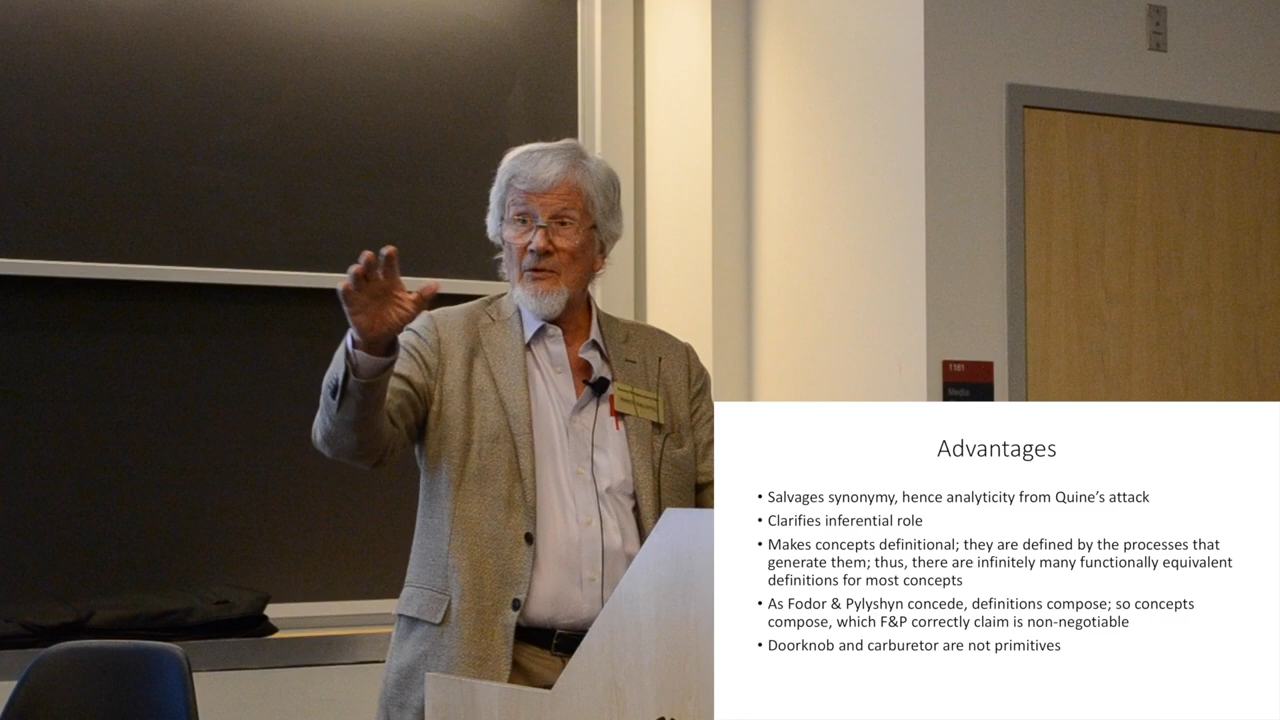 1161
Media
Advantages
• Salvages synonymy, hence analyticity from Quine's attack
• Clarifies inferential role
• Makes concepts definitional; they are defined by the processes that
generate them; thus, there are infinitely many functionally equivalent
definitions for most concepts
• As Fodor & Pylyshyn concede, definitions compose; so concepts
compose, which F&P correctly claim is non-negotiable
• Doorknob and carburetor are not primitives